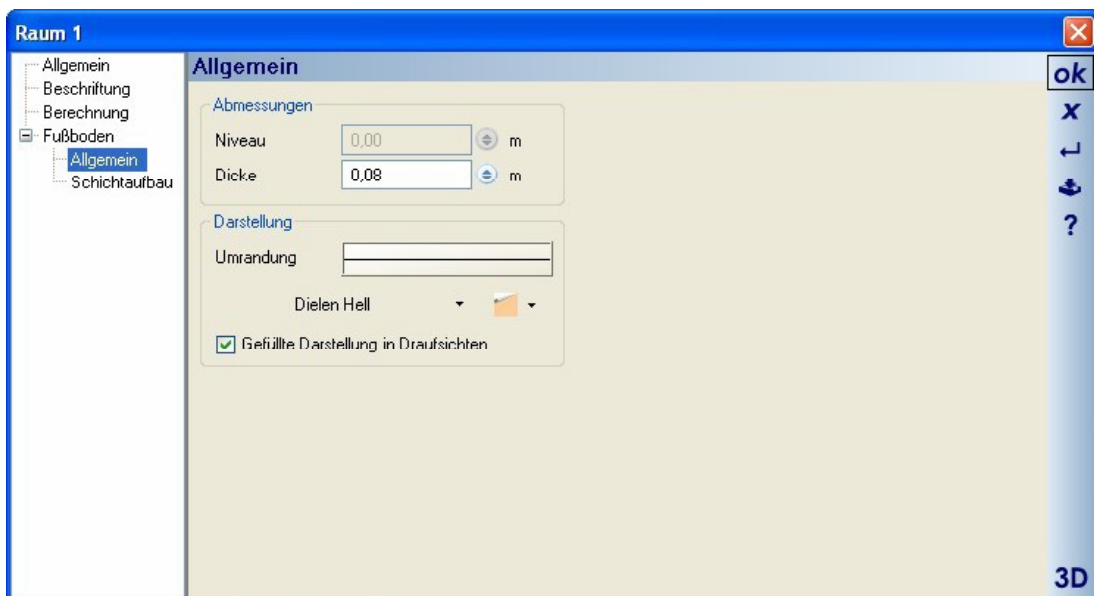 Raum 1
Allgemein
Beschriftung
Berechnung
Fußboden
Allgemein
Schichtaufbau
Allgemein
Abmessungen
Niveau 0,00 m
Dicke 0,08 m
Darstellung
Umrandung
Dielen Hell
Gefüllte Darstellung in Draufsichten
ok
x
?
3D